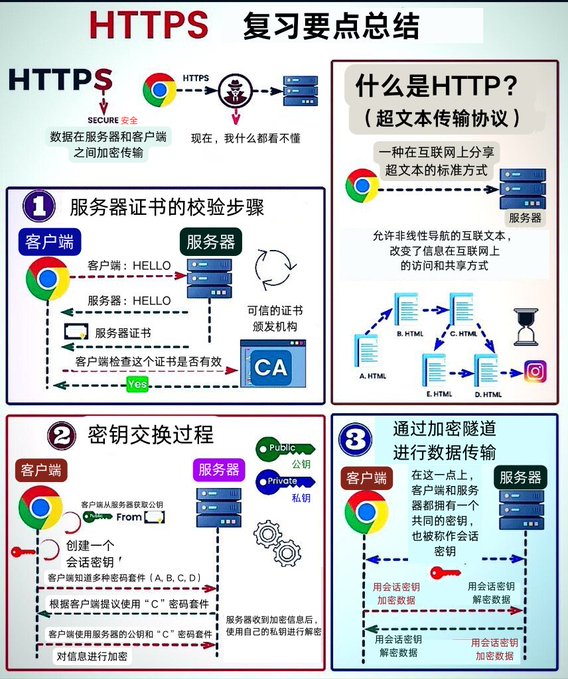 HTTPS 复习要点总结
HTTPS
SECURE 安全
数据在服务器和客户端
之间加密传输
HTTPS
现在，我什么都看不懂
什么是HTTP?
（超文本传输协议）
一种在互联网上分享
超文本的标准方式
服务器
允许非线性导航的互联文本，
改变了信息在互联网上
的访问和共享方式
A. HTML
B. HTML
C. HTML
E. HTML
D. HTML
1 服务器证书的校验步骤
客户端
服务器
客户端：HELLO
服务器：HELLO
服务器证书
客户端检查这个证书是否有效
Yes
可信的证书
颁发机构
CA
2 密钥交换过程
Public
公钥
Private
私钥
客户端
服务器
客户端从服务器获取公钥
Public From
创建一个
会话密钥！
客户端知道多种密码套件（A, B, C, D）
根据客户端提议使用“C”密码套件
客户端使用服务器的公钥和“C”密码套件
对信息进行加密
服务器收到加密信息后，
使用自己的私钥进行解密
3 通过加密隧道
进行数据传输
客户端
服务器
在这一点上，
客户端和服务
器都拥有一个
共同的密钥，
也被称作会话
密钥
用会话密钥
加密数据
用会话密钥
解密数据
用会话密钥
解密数据
用会话密钥
加密数据